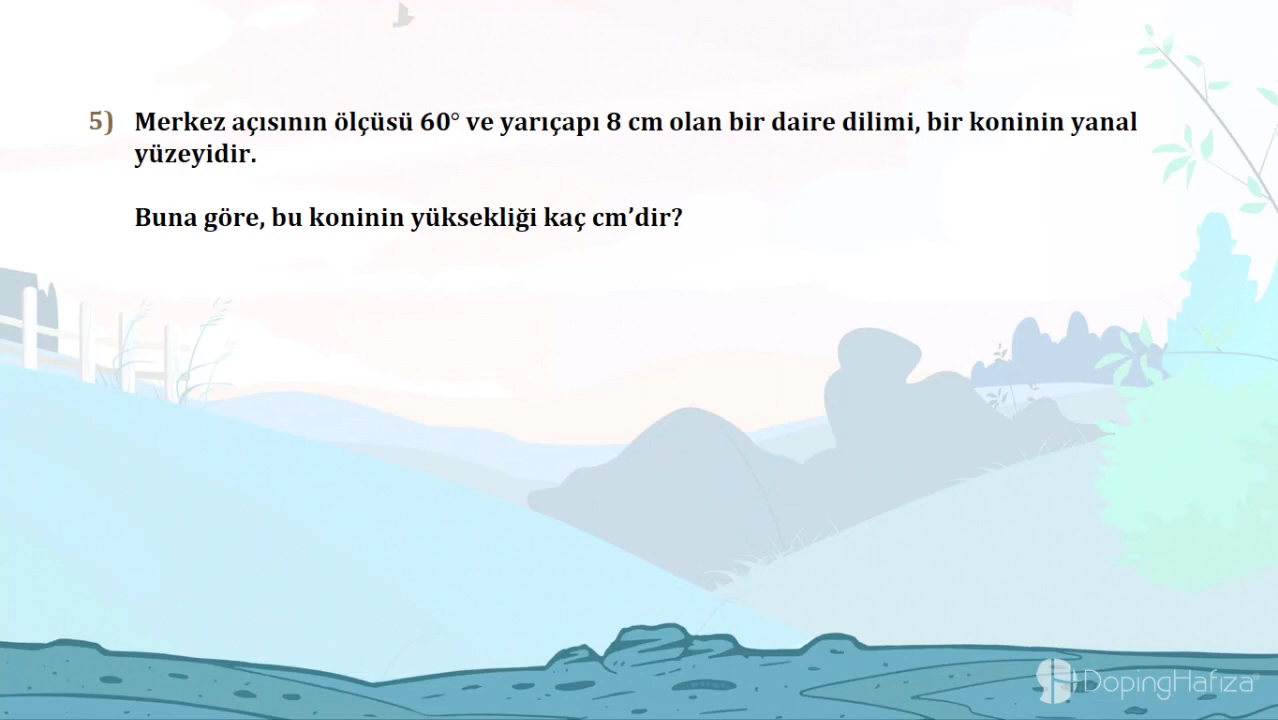 5) Merkez açısının ölçüsü 60° ve yarıçapı 8 cm olan bir daire dilimi, bir koninin yanal
yüzeyidir.
Buna göre, bu koninin yüksekliği kaç cm’dir?
DopingHafıza®